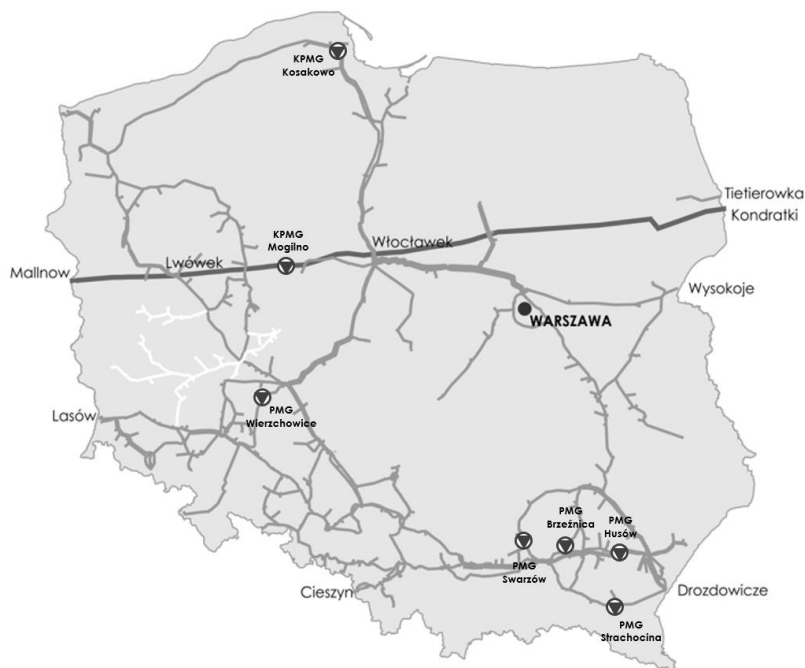 KPMG
Kosakowo
Tietierowka
Kondratki
KPMG
Mogilno
Włocławek
Lwówek
Mallnow
Wysokoje
WARSZAWA
Lasów
PMG
Wierzchowice
PMG
Brzeźnica
PMG
Husów
PMG
Swarzów
Cieszyn
Drozdowicze
PMG
Strachocina